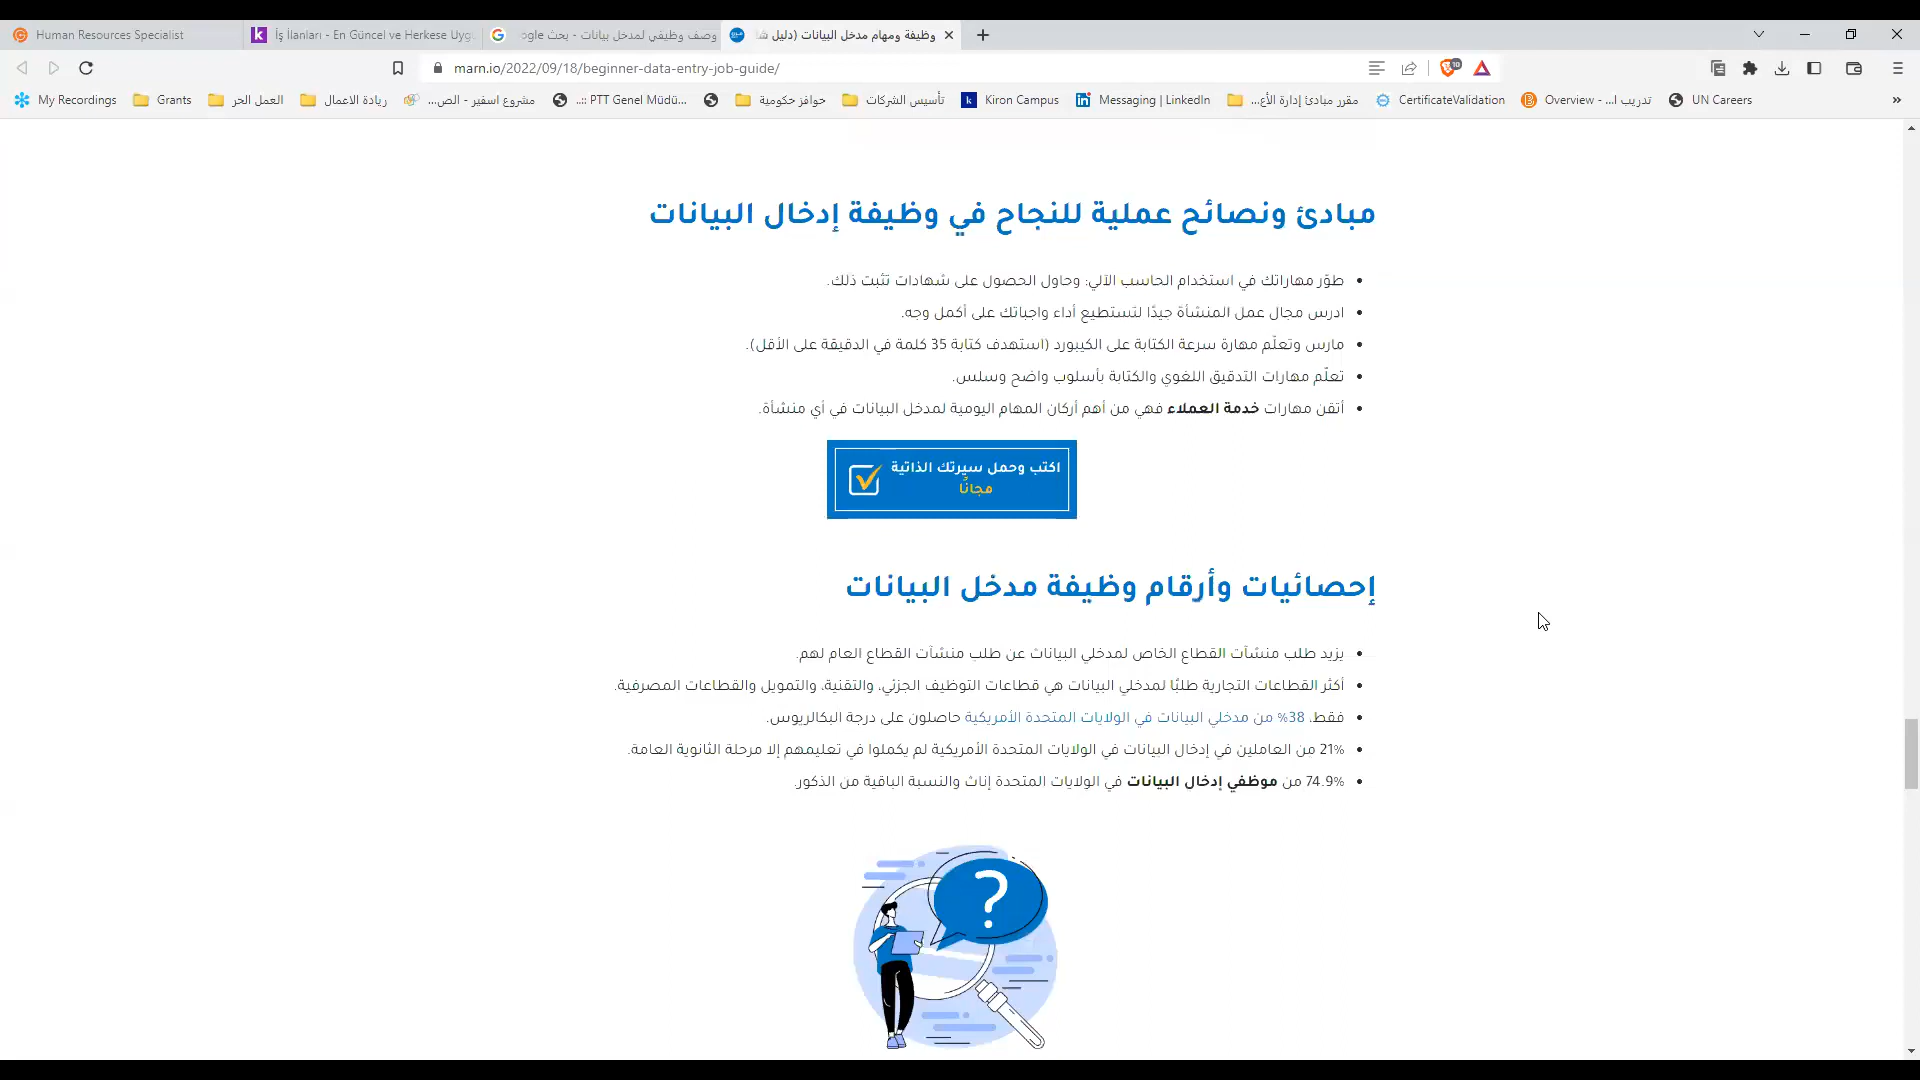 Human Resources Specialist
İş İlanları - En Güncel ve Herkese Uygu
وصف وظيفي لمدخل بيانات - بحث ogle
وظيفة ومهام مدخل البيانات (دليل شا
marn.io/2022/09/18/beginner-data-entry-job-guide/
10
My Recordings
Grants
العمل الحر
ريادة الاعمال
مشروع اسفير - الص...
PTT Genel Müdü... ::..
حوافز حكومية
تأسيس الشركات
Kiron Campus
Messaging | LinkedIn
مقرر مبادئ إدارة الأع...
CertificateValidation
Overview - ...تدريب ا
UN Careers
مبادئ ونصائح عملية للنجاح في وظيفة إدخال البيانات
طوّر مهاراتك في استخدام الحاسب الآلي: وحاول الحصول على شهادات تثبت ذلك.
ادرس مجال عمل المنشأة جيدًا لتستطيع أداء واجباتك على أكمل وجه.
مارس وتعلّم مهارة سرعة الكتابة على الكيبورد (استهدف كتابة 35 كلمة في الدقيقة على الأقل).
تعلّم مهارات التدقيق اللغوي والكتابة بأسلوب واضح وسلس.
أتقن مهارات خدمة العملاء فهي من أهم أركان المهام اليومية لمدخل البيانات في أي منشأة.
اكتب وحمل سيرتك الذاتية
مجانًا
إحصائيات وأرقام وظيفة مدخل البيانات
يزيد طلب منشآت القطاع الخاص لمدخلي البيانات عن طلب منشآت القطاع العام لهم.
أكثر القطاعات التجارية طلبًا لمدخلي البيانات هي قطاعات التوظيف الجزئي، والتقنية، والتمويل والقطاعات المصرفية.
فقط، 38% من مدخلي البيانات في الولايات المتحدة الأمريكية حاصلون على درجة البكالريوس.
21% من العاملين في إدخال البيانات في الولايات المتحدة الأمريكية لم يكملوا في تعليمهم إلا مرحلة الثانوية العامة.
74.9% من موظفي إدخال البيانات في الولايات المتحدة إناث والنسبة الباقية من الذكور.
?